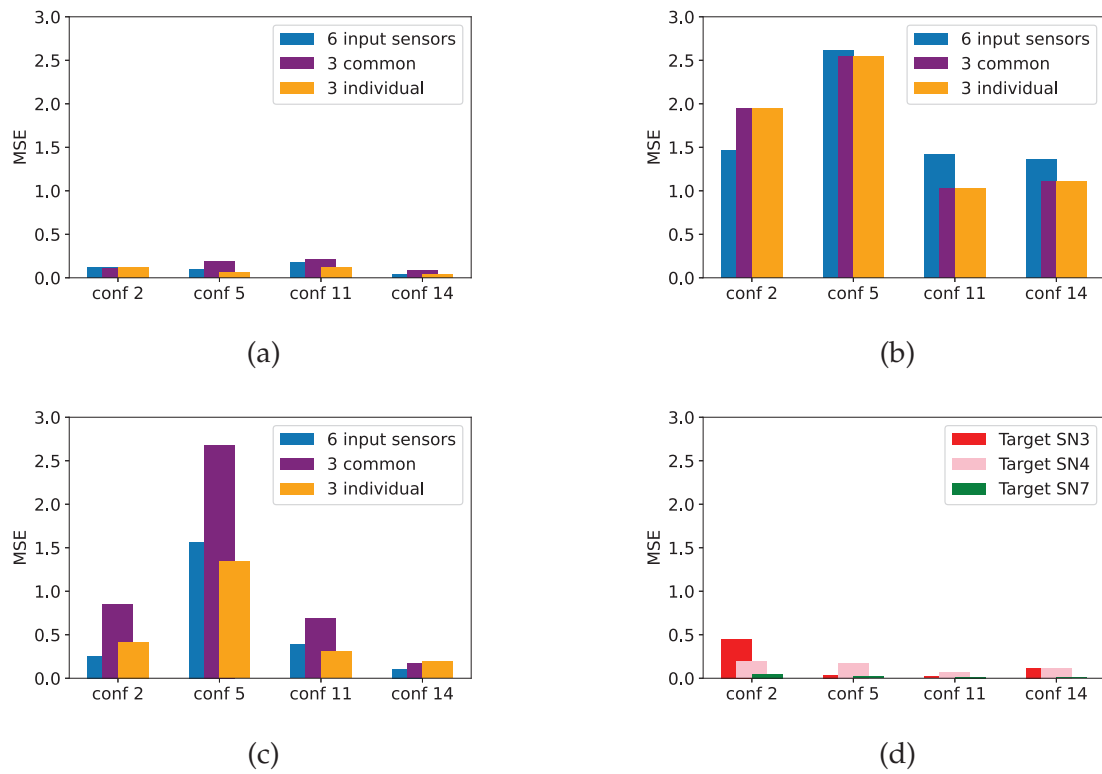 3.0
2.5
2.0
1.5
1.0
0.5
0.0
MSE
6 input sensors
3 common
3 individual
conf 2 conf 5 conf 11 conf 14
(a)
3.0
2.5
2.0
1.5
1.0
0.5
0.0
MSE
6 input sensors
3 common
3 individual
conf 2 conf 5 conf 11 conf 14
(b)
3.0
2.5
2.0
1.5
1.0
0.5
0.0
MSE
6 input sensors
3 common
3 individual
conf 2 conf 5 conf 11 conf 14
(c)
3.0
2.5
2.0
1.5
1.0
0.5
0.0
MSE
Target SN3
Target SN4
Target SN7
conf 2 conf 5 conf 11 conf 14
(d)